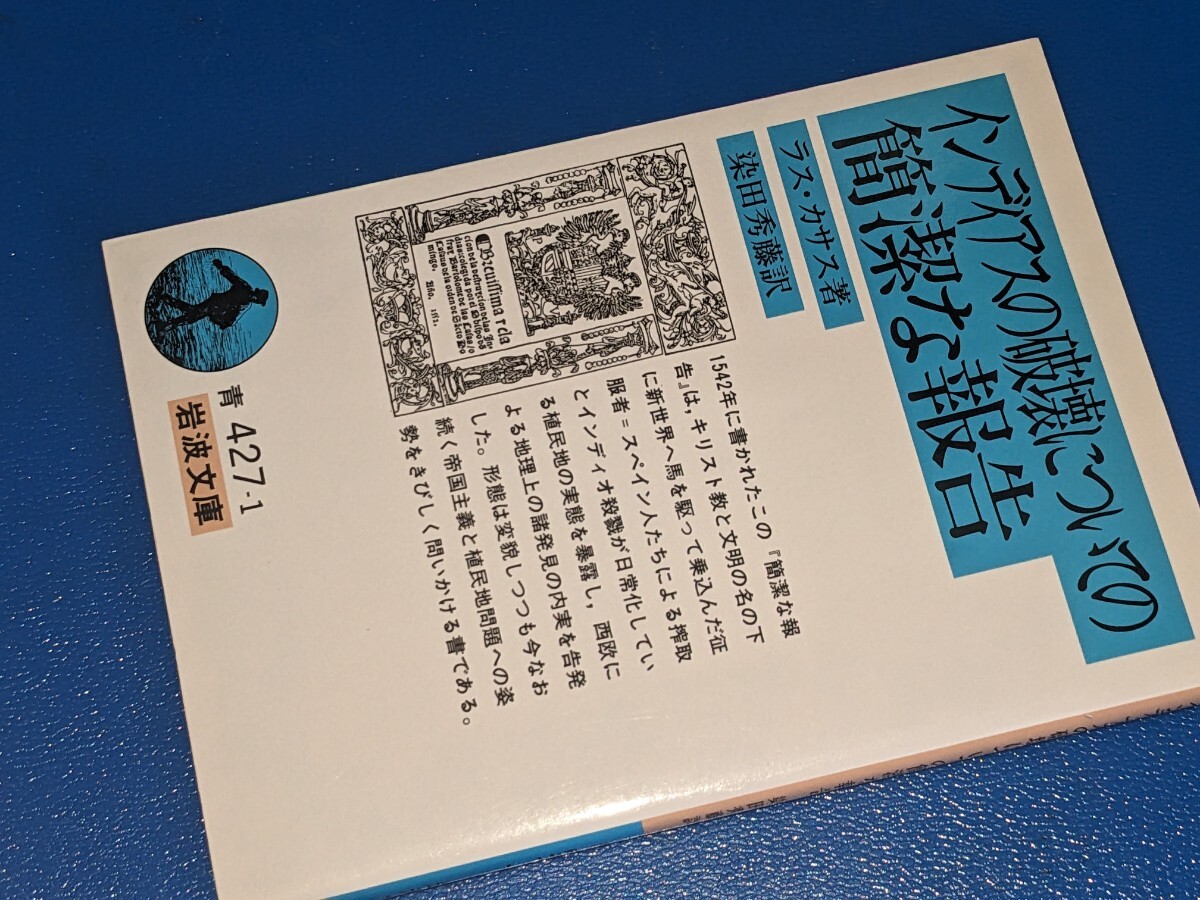 インディアスの破壊についての
簡潔な報告
ラス・カサス著
染田秀藤訳
1542年に書かれたこの『簡潔な報
告』は，キリスト教と文明の名の下
に新世界へ馬を駆って乗込んだ征
服者＝スペイン人たちによる搾取
とインディオ殺戮が日常化してい
る植民地の実態を暴露し，西欧に
よる地理上の諸発見の内実を告発
した。形態は変貌しつつも今なお
続く帝国主義と植民地問題への姿
勢をきびしく問いかける書である。
青 427-1
岩波文庫